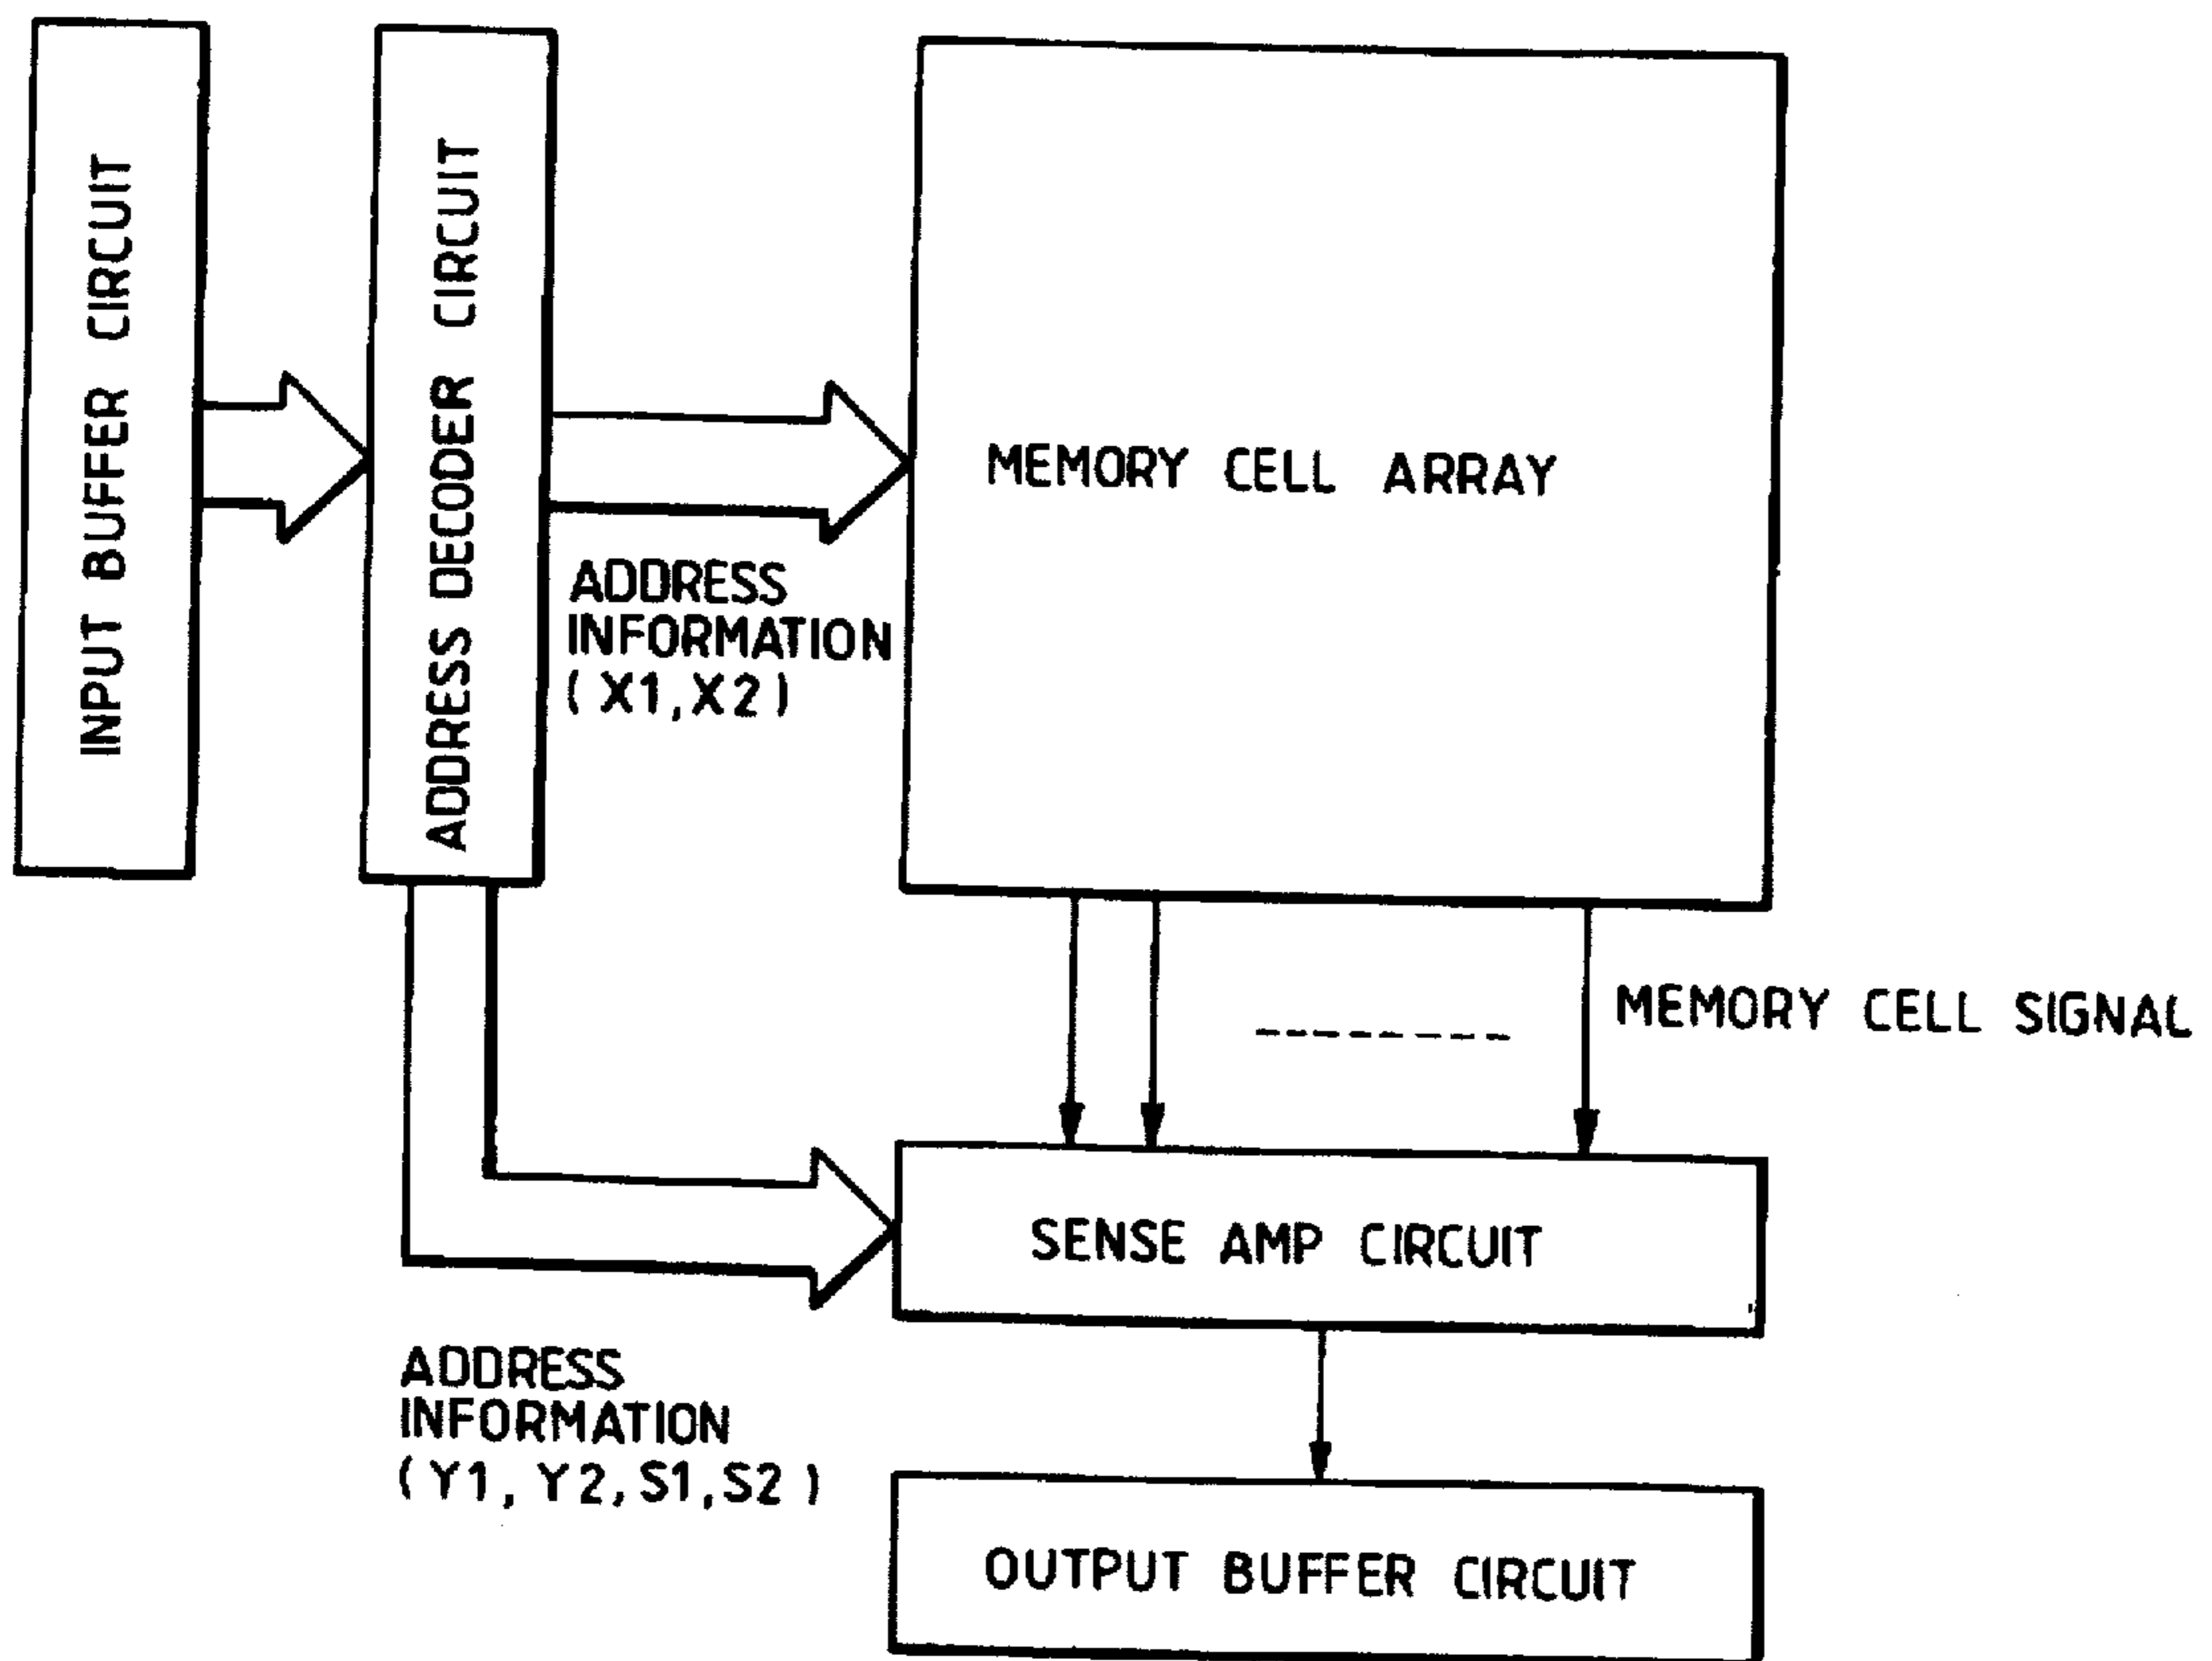 INPUT BUFFER CIRCUIT
ADDRESS DECODER CIRCUIT
MEMORY CELL ARRAY
ADDRESS
INFORMATION
( X1,X2)
MEMORY CELL SIGNAL
SENSE AMP CIRCUIT
ADDRESS
INFORMATION
( Y1, Y2, S1,S2 )
OUTPUT BUFFER CIRCUIT